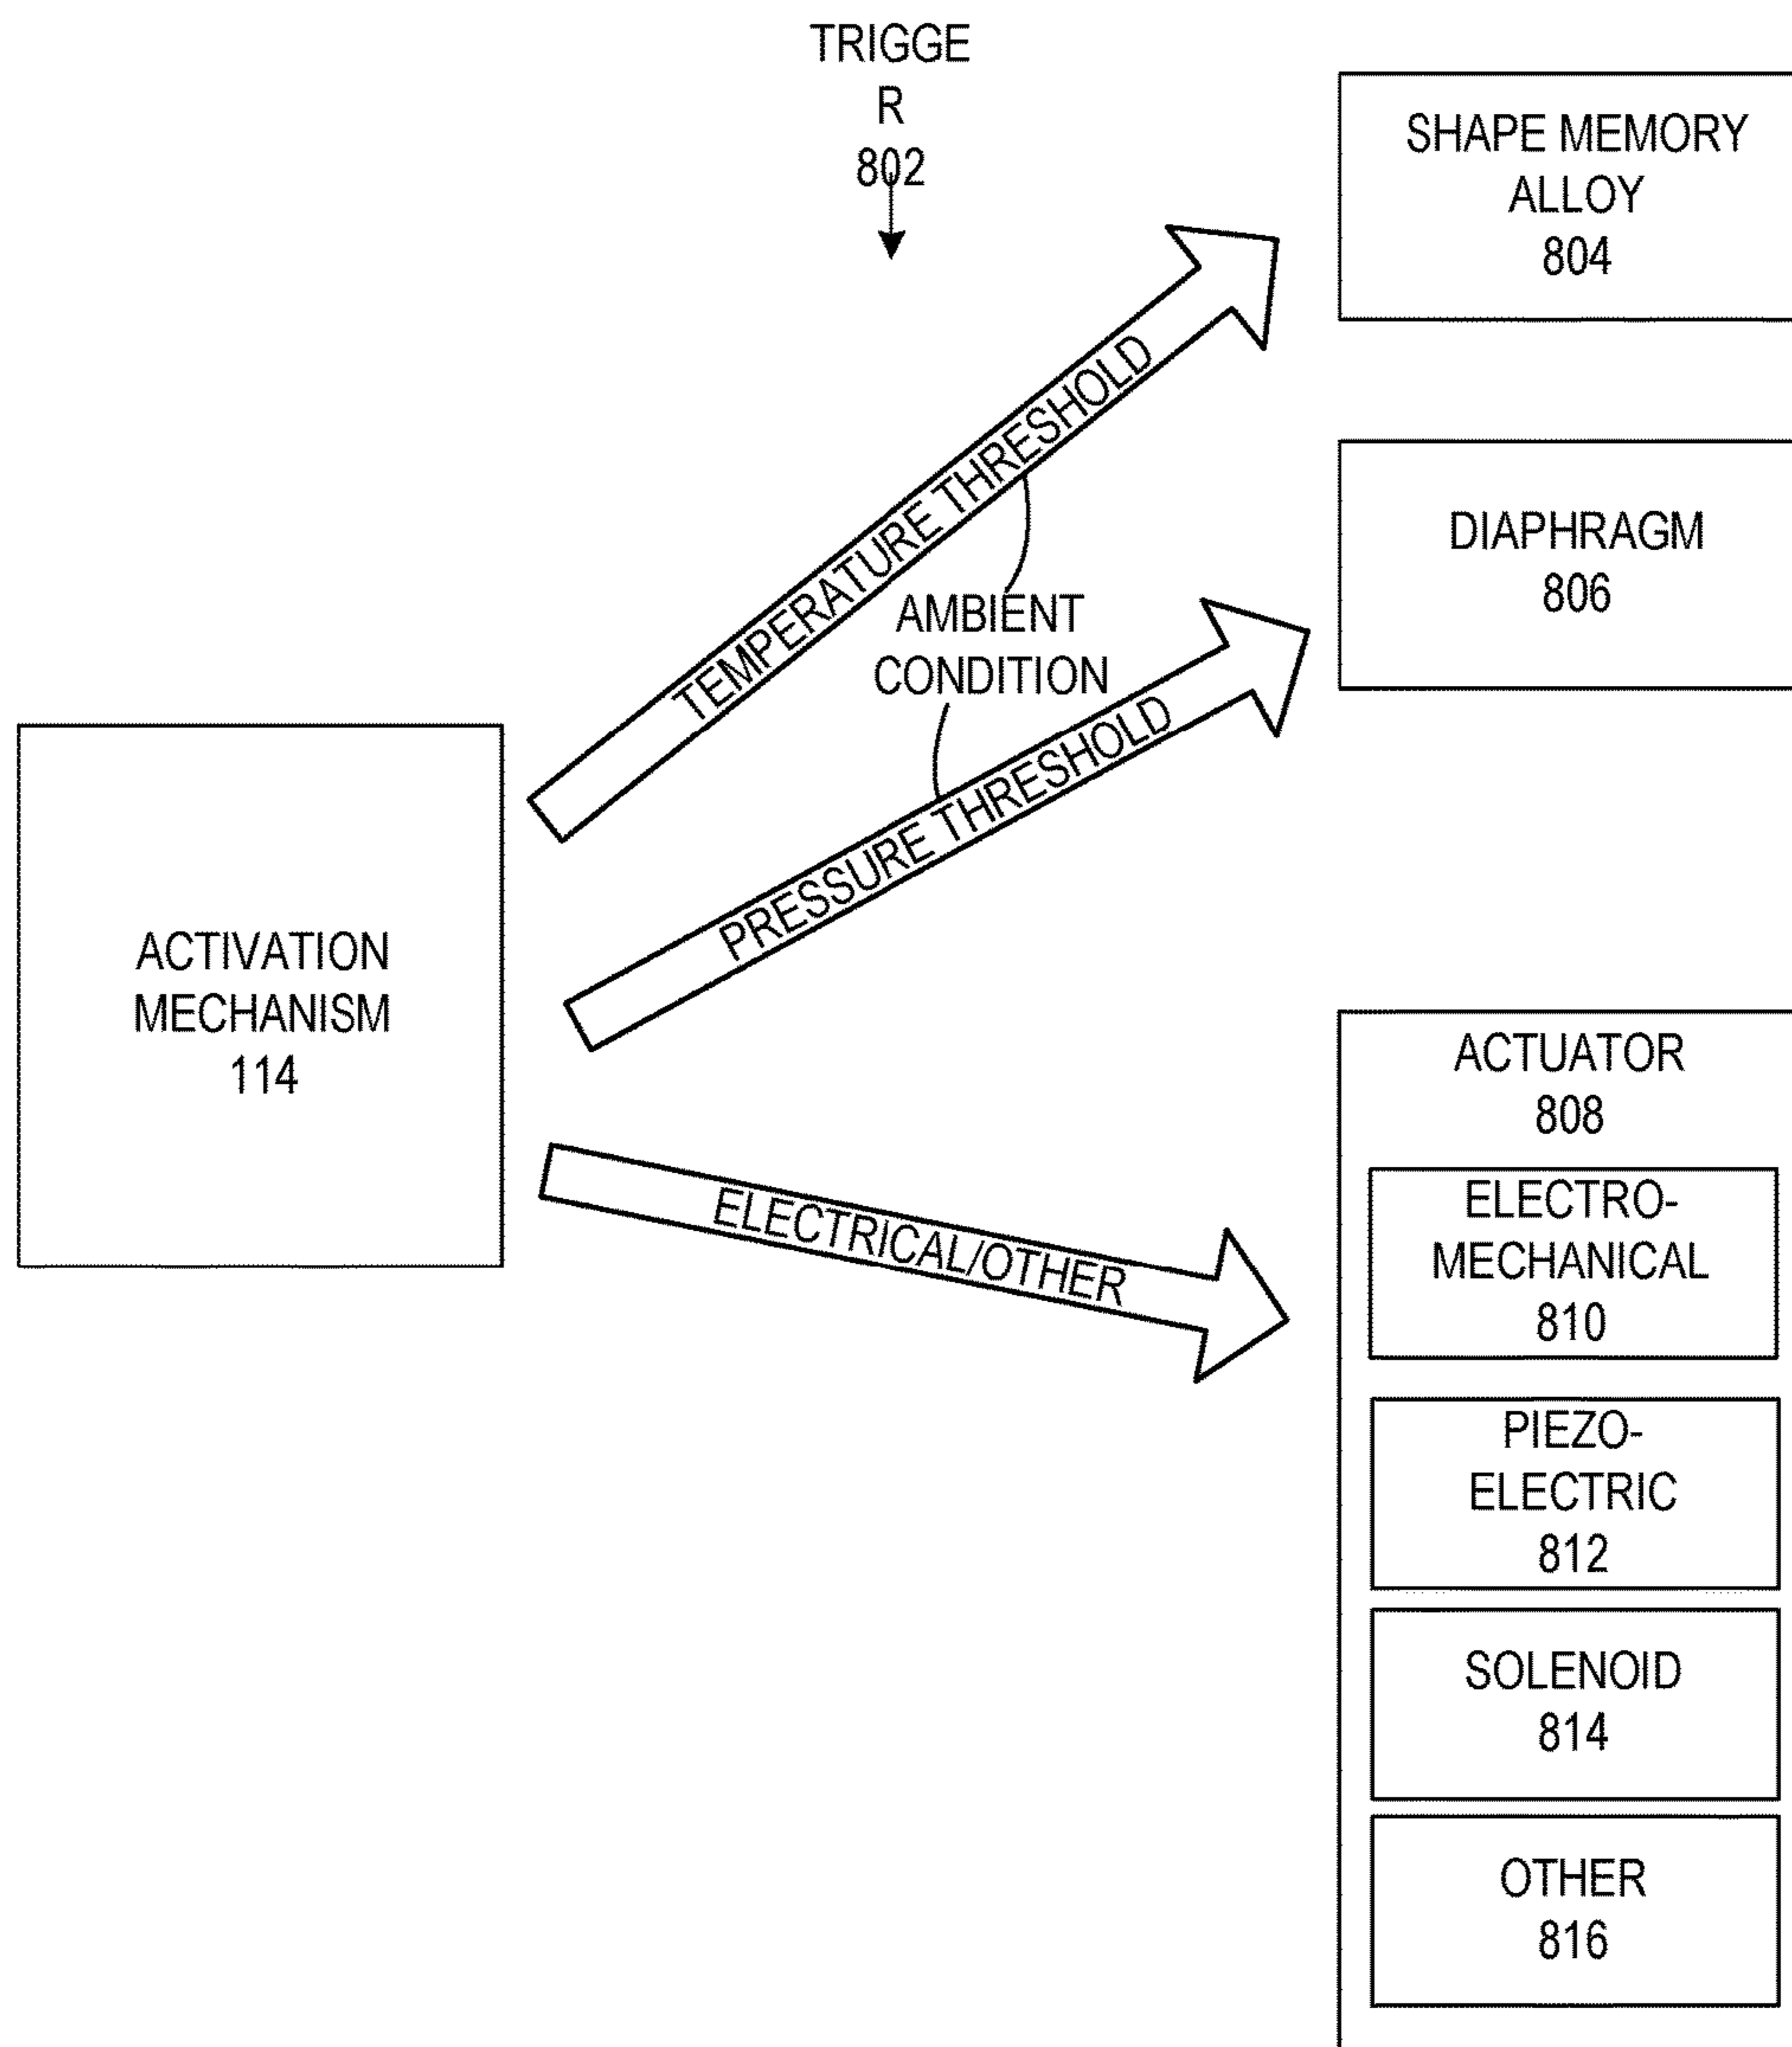 TRIGGE
R
802
SHAPE MEMORY
ALLOY
804
TEMPERATURE THRESHOLD
DIAPHRAGM
806
AMBIENT
CONDITION
PRESSURE THRESHOLD
ACTIVATION
MECHANISM
114
ELECTRICAL/OTHER
ACTUATOR
808
ELECTRO-
MECHANICAL
810
PIEZO-
ELECTRIC
812
SOLENOID
814
OTHER
816